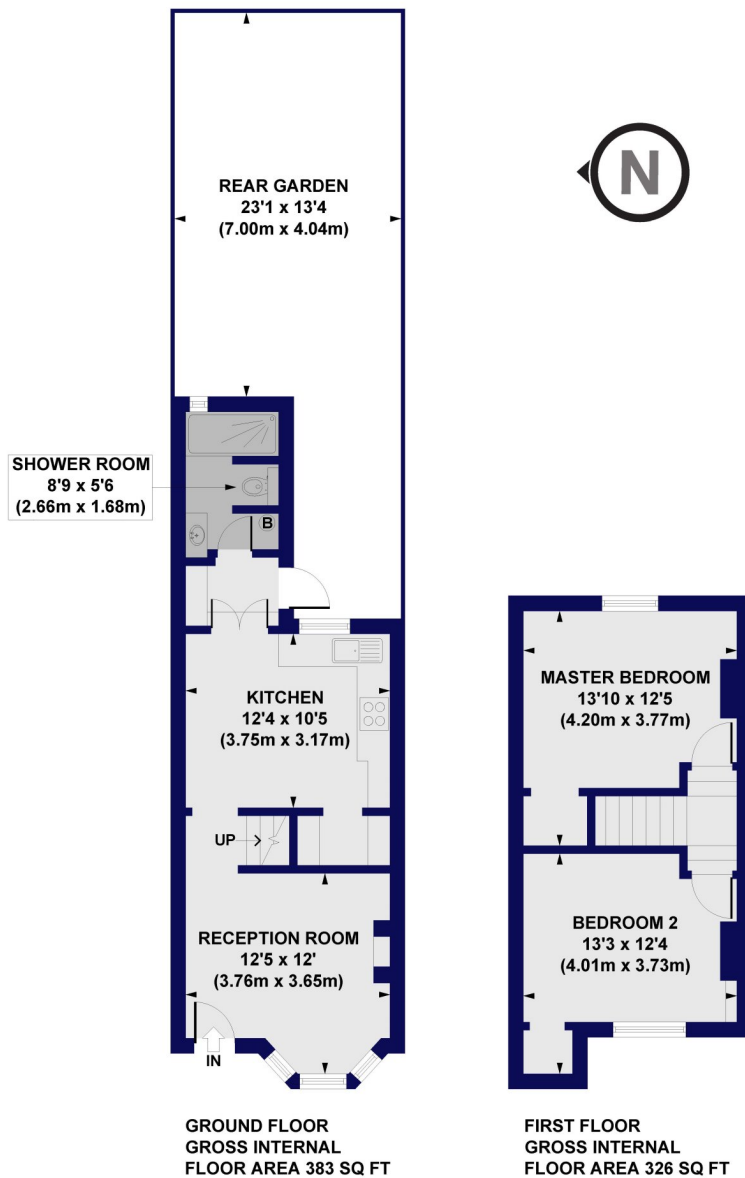 REAR GARDEN
23'1 x 13'4
(7.00m x 4.04m)
N
SHOWER ROOM
8'9 x 5'6
(2.66m x 1.68m)
B
KITCHEN
12'4 x 10'5
(3.75m x 3.17m)
UP
RECEPTION ROOM
12'5 x 12'
(3.76m x 3.65m)
IN
GROUND FLOOR
GROSS INTERNAL
FLOOR AREA 383 SQ FT
MASTER BEDROOM
13'10 x 12'5
(4.20m x 3.77m)
BEDROOM 2
13'3 x 12'4
(4.01m x 3.73m)
FIRST FLOOR
GROSS INTERNAL
FLOOR AREA 326 SQ FT